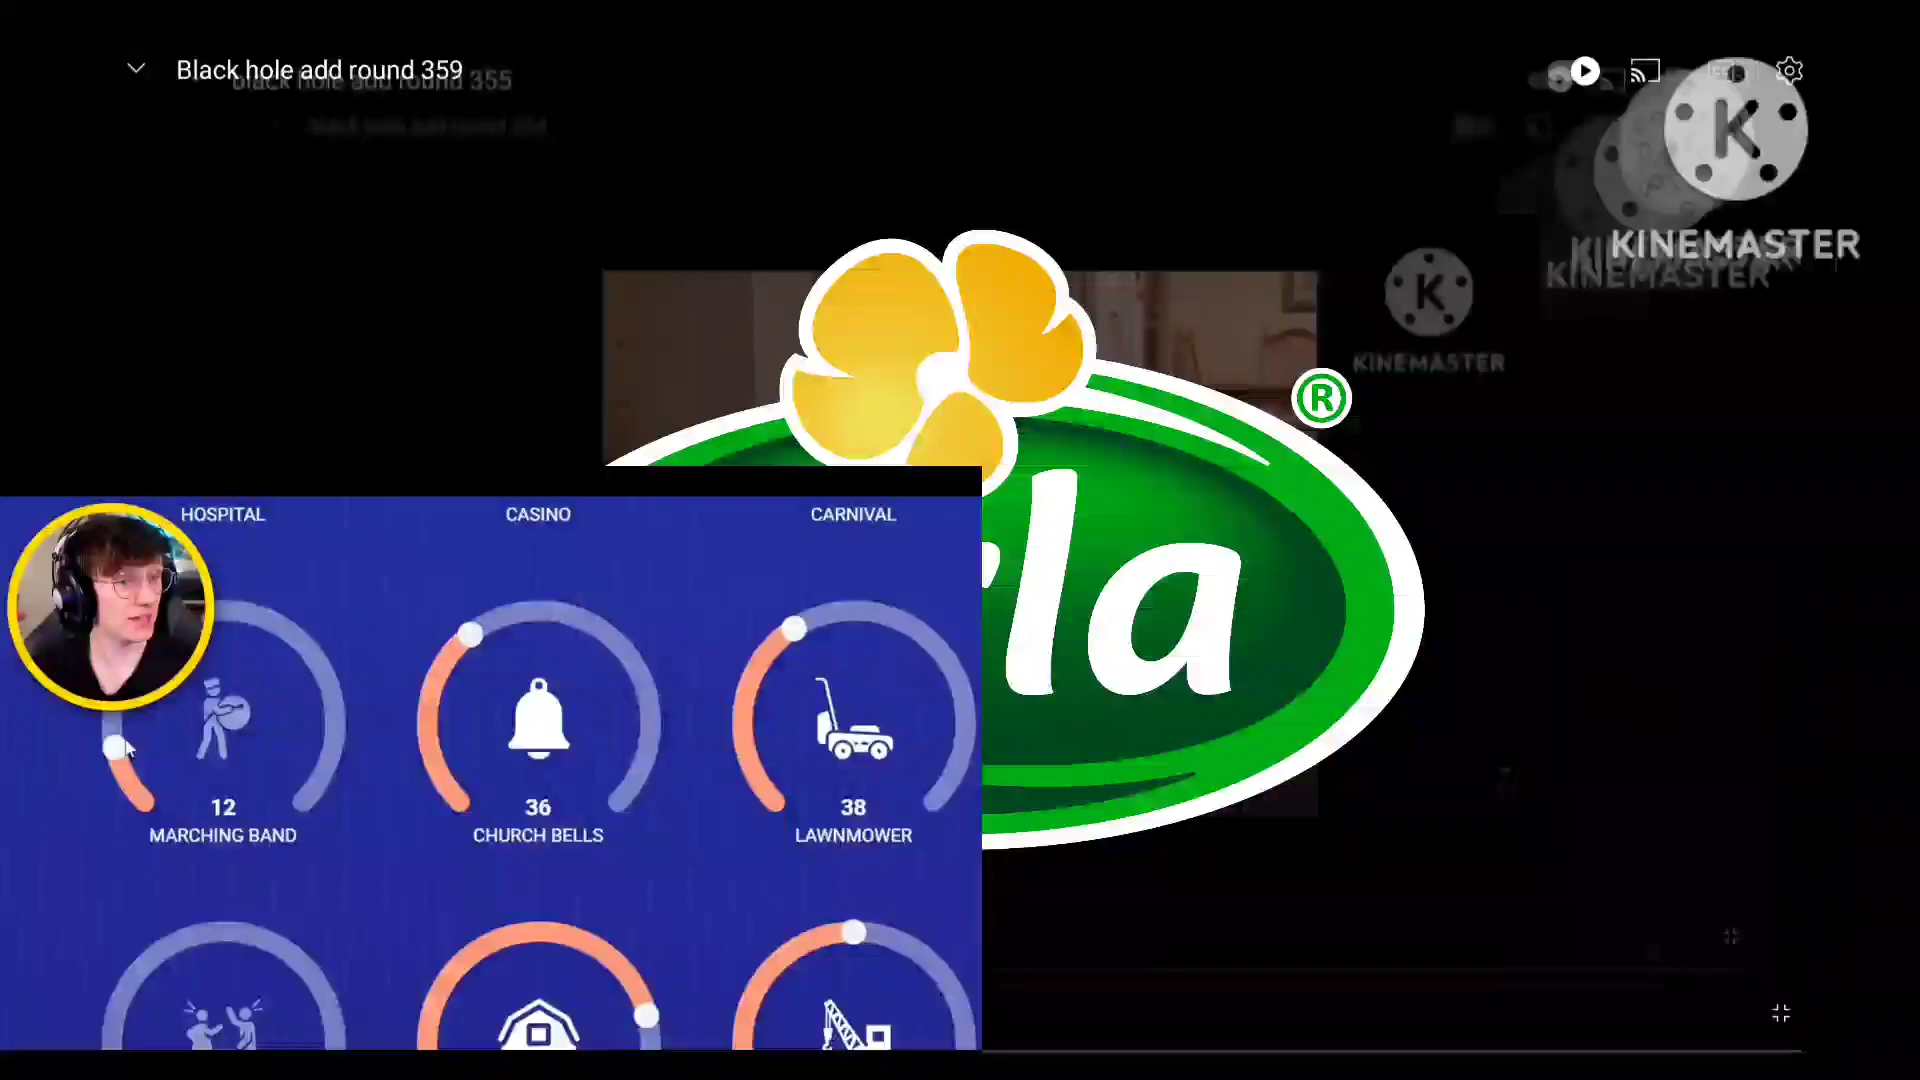 Black hole add round 359
black hole add round 355
K
KINEMASTER
KINEMASTER
K
KINEMASTER
®
rla
HOSPITAL CASINO CARNIVAL
12 36 38
MARCHING BAND CHURCH BELLS LAWNMOWER